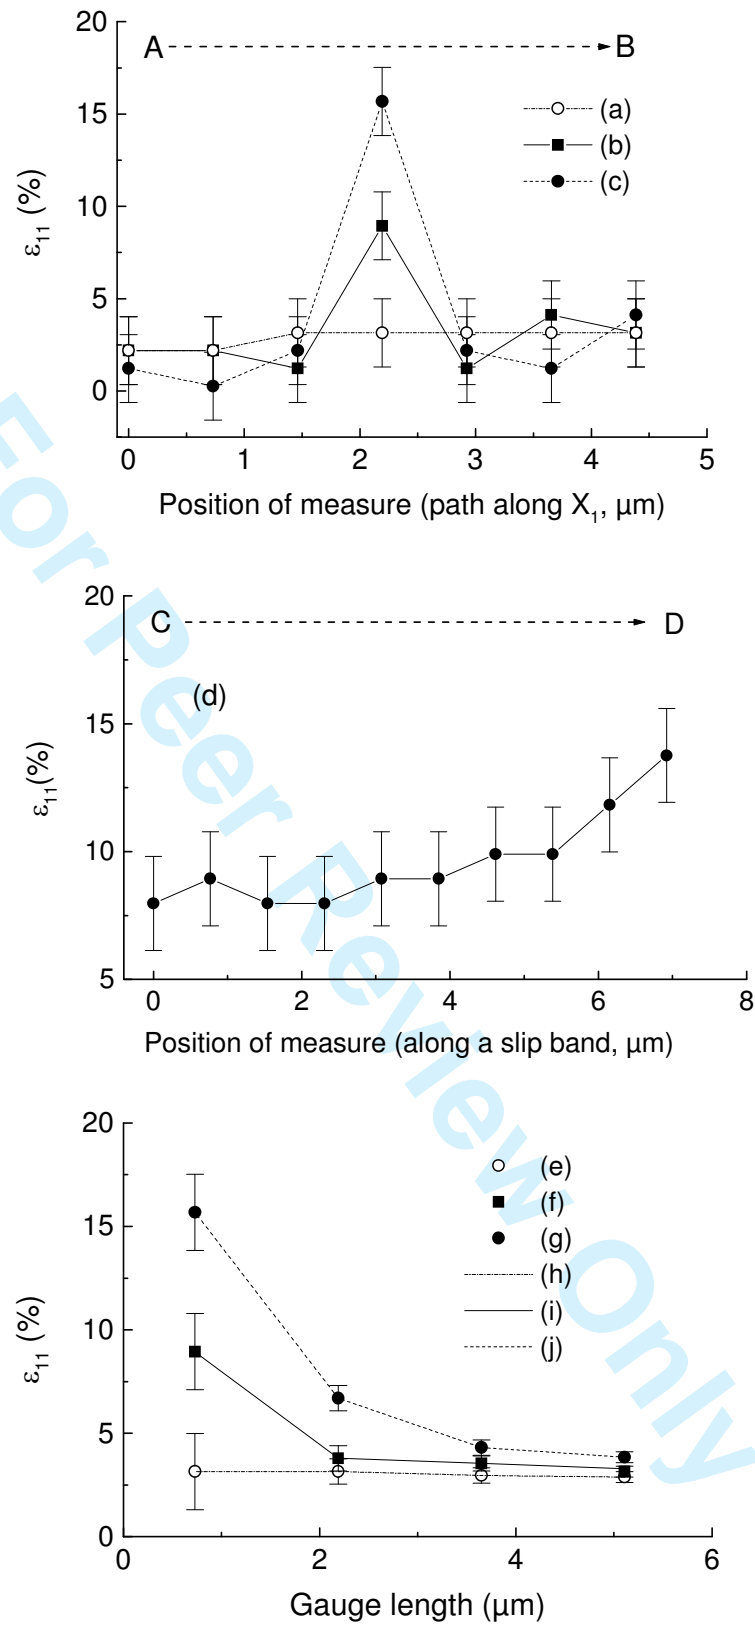 20
A
B
(a)
15
(b)
(c)
10
ε11 (%)
5
0
0 1 2 3 4 5
Position of measure (path along X1, µm)
20
C
D
(d)
15
ε11(%)
10
5
0 2 4 6 8
Position of measure (along a slip band, µm)
20
(e)
(f)
15
(g)
(h)
ε11 (%)
10
(i)
(j)
5
0
0 2 4 6
Gauge length (µm)
For Peer Review Only